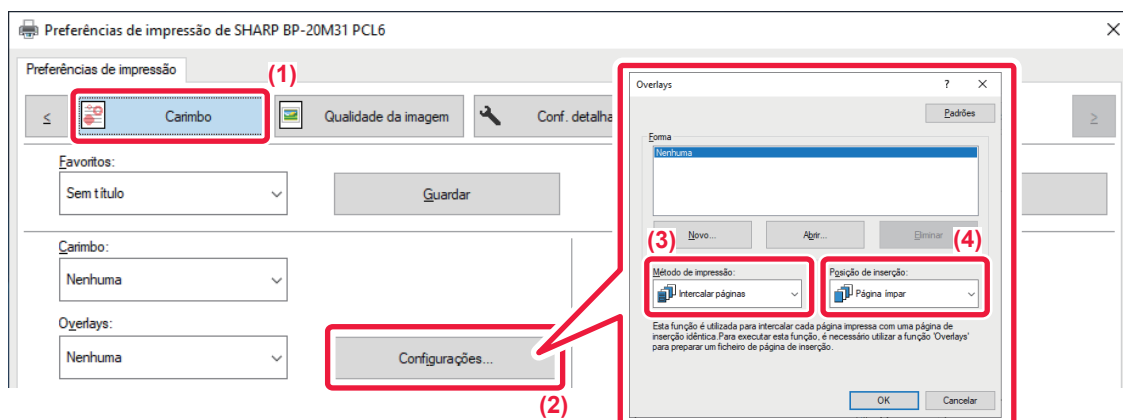 Preferências de impressão de SHARP BP-20M31 PCL6
Preferências de impressão
(1)
<
Carimbo
Qualidade da imagem
Conf. detalha
>
Favoritos:
Sem título
Guardar
Carimbo:
Nenhuma
Overlays:
Nenhuma
Configurações...
(2)
Overlays
?
Padrões
Forma
Nenhuma
Novo...
Abrir...
Eliminar
(3)
(4)
Método de impressão:
Posição de inserção:
Intercalar páginas
Página ímpar
Esta função é utilizada para intercalar cada página impressa com uma página de
inserção idêntica.Para executar esta função, é necessário utilizar a função 'Overlays'
para preparar um ficheiro de página de inserção.
OK
Cancelar